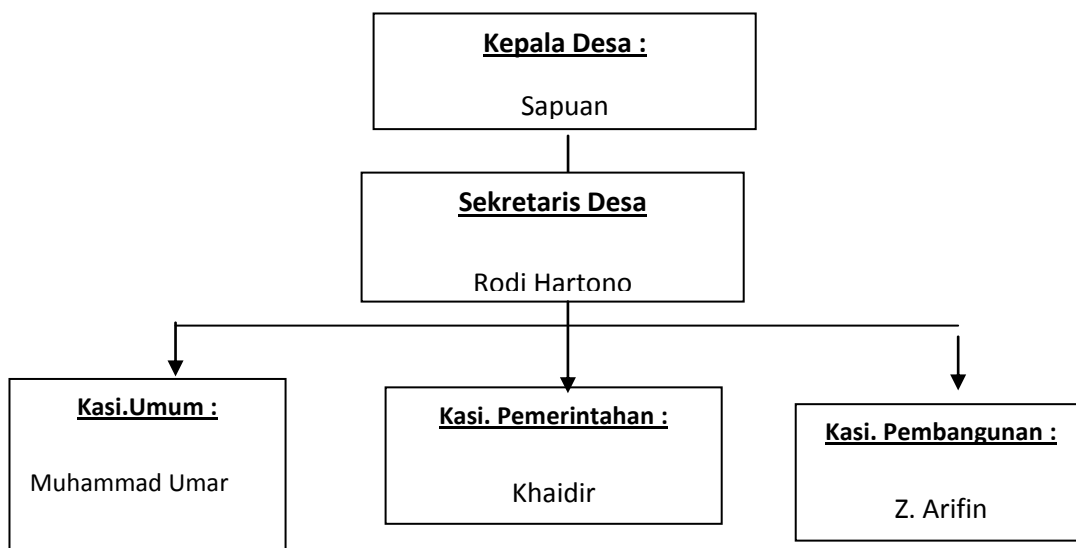 Kepala Desa :
Sapuan
Sekretaris Desa
Rodi Hartono
Kasi.Umum :
Muhammad Umar
Kasi. Pemerintahan :
Khaidir
Kasi. Pembangunan :
Z. Arifin